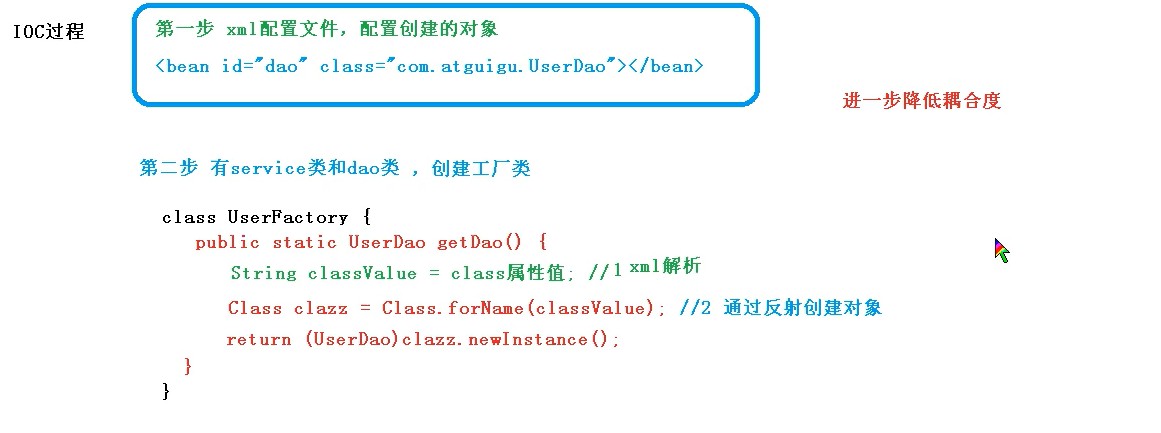 IOC过程
第一步 xml配置文件，配置创建的对象
<bean id="dao" class="com.atguigu.UserDao"></bean>
进一步降低耦合度
第二步 有service类和dao类 ，创建工厂类
class UserFactory {
public static UserDao getDao() {
String classValue = class属性值; //1 xml解析
Class clazz = Class.forName(classValue); //2 通过反射创建对象
return (UserDao)clazz.newInstance();
}
}